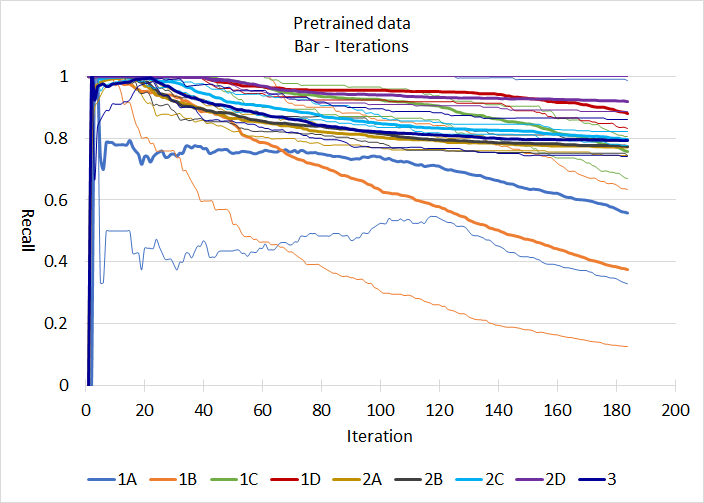 Pretrained data
Bar - Iterations
1
0.8
0.6
0.4
0.2
0
Recall
0 20 40 60 80 100 120 140 160 180 200
Iteration
1A 1B 1C 1D 2A 2B 2C 2D 3